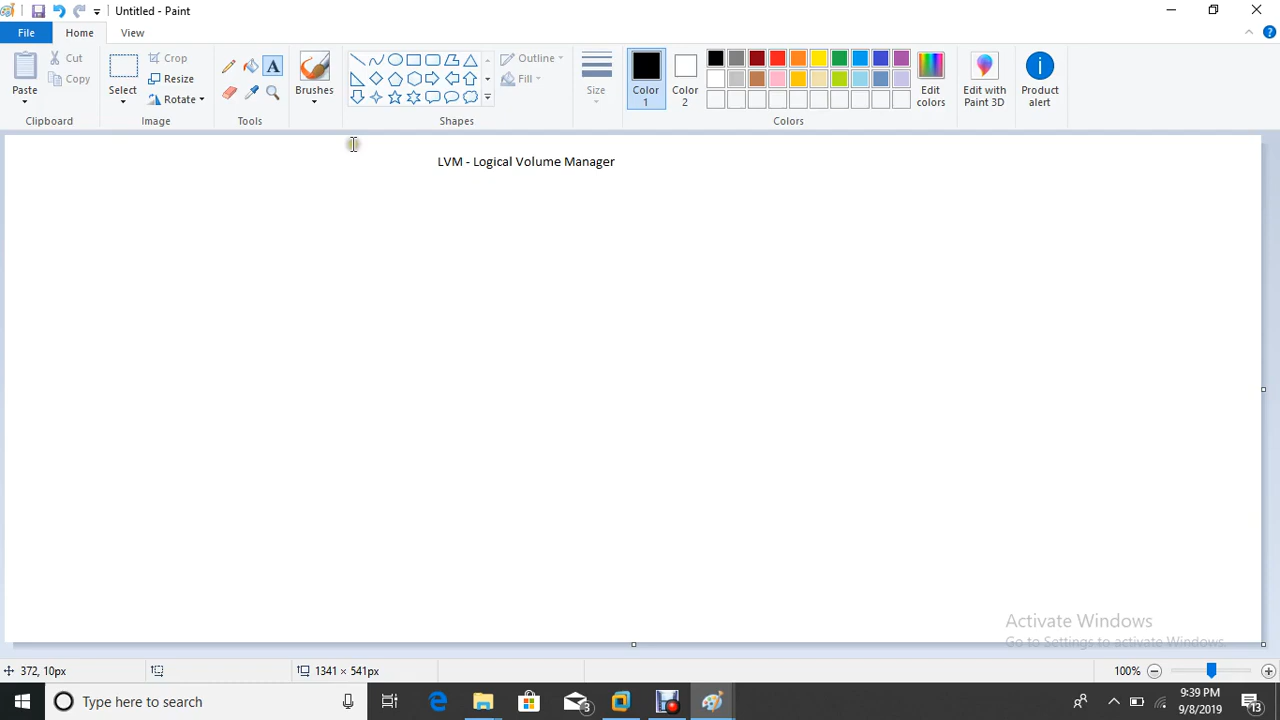 Untitled - Paint
File
Home
View
Paste
Cut
Copy
Clipboard
Select
Crop
Resize
Rotate
Image
A
Tools
Brushes
Shapes
Outline
Fill
Size
Color 1
Color 2
Edit colors
Colors
Edit with Paint 3D
Product alert
LVM - Logical Volume Manager
Activate Windows
Go to Settings to activate Windows.
372, 10px
1341 × 541px
100%
Type here to search
3
9:39 PM
9/8/2019
13